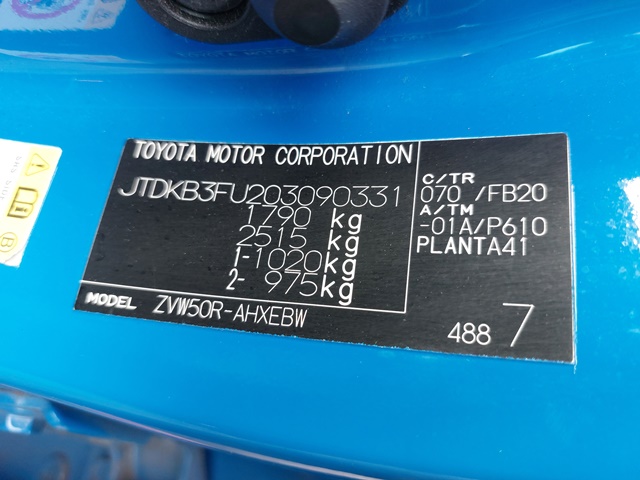 TOYOTA MOTOR CORPORATION
JTDKB3FU203090331
1790 kg
2515 kg
1-1020kg
2- 975kg
MODEL ZVW50R-AHXEBW
C/TR
070 /FB20
A/TM
-01A/P610
PLANTA41
488 7